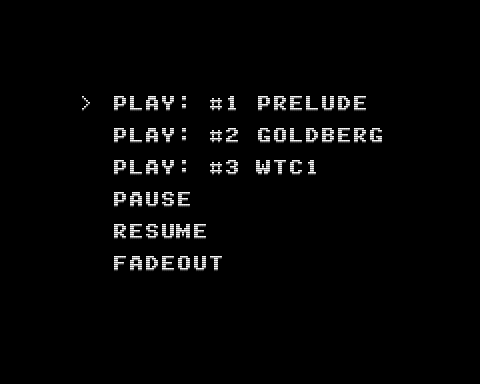 > PLAY: #1 PRELUDE
PLAY: #2 GOLDBERG
PLAY: #3 WTC1
PAUSE
RESUME
FADEOUT